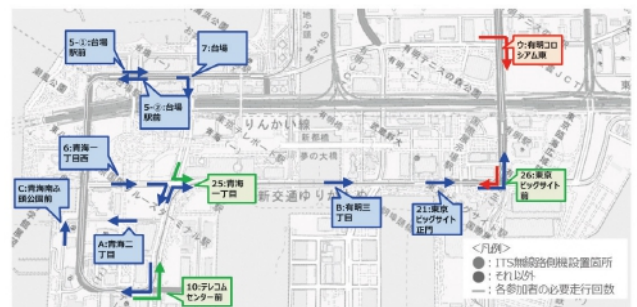 5-①:台場
駅前
7:台場
ウ:有明コロ
シアム東
5-②:台場
駅前
りんかい線
夢の大橋
6:青海一
丁目西
25:青海
一丁目
26:東京
ビッグサイト
前
C:青海南ふ
頭公園前
新交通ゆりかもめ
B:有明三
丁目
21:東京
ビッグサイト
正門
A:青海二
丁目
10:テレコム
センター前
<凡例>
●:ITS無線路側機設置箇所
●:それ以外
―:各参加者の必要走行回数